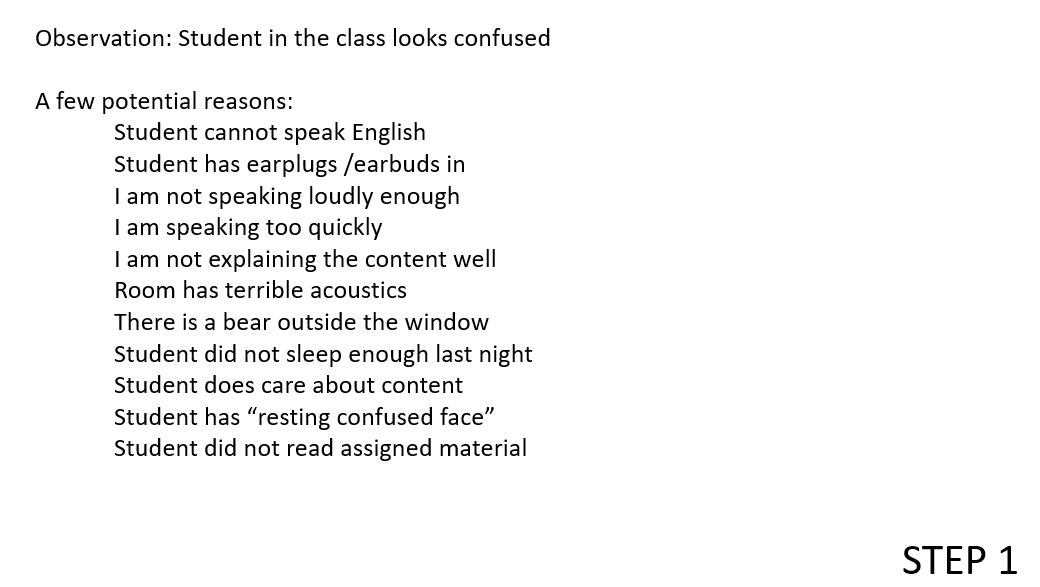 Observation: Student in the class looks confused
A few potential reasons:
Student cannot speak English
Student has earplugs /earbuds in
I am not speaking loudly enough
I am speaking too quickly
I am not explaining the content well
Room has terrible acoustics
There is a bear outside the window
Student did not sleep enough last night
Student does care about content
Student has “resting confused face”
Student did not read assigned material
STEP 1